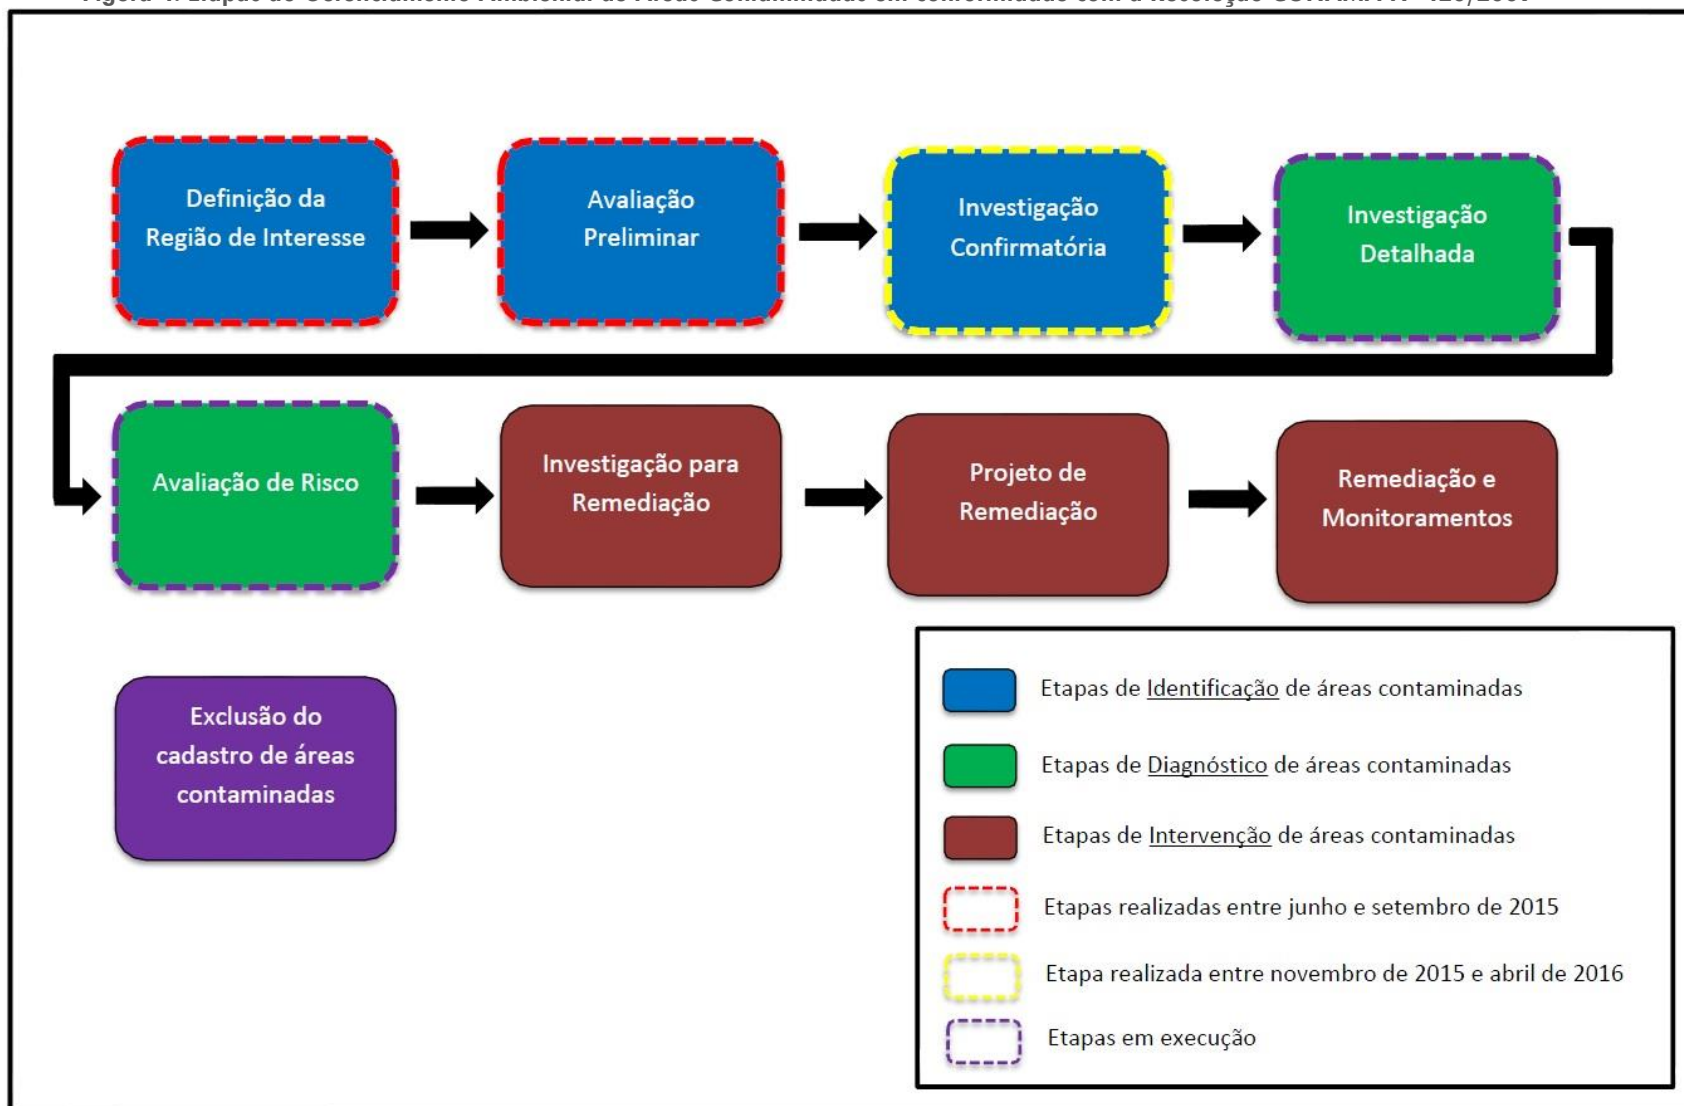 Definição da
Região de Interesse
Avaliação
Preliminar
Investigação
Confirmatória
Investigação
Detalhada
Avaliação de Risco
Investigação para
Remediação
Projeto de
Remediação
Remediação e
Monitoramentos
Exclusão do
cadastro de áreas
contaminadas
Etapas de Identificação de áreas contaminadas
Etapas de Diagnóstico de áreas contaminadas
Etapas de Intervenção de áreas contaminadas
Etapas realizadas entre junho e setembro de 2015
Etapa realizada entre novembro de 2015 e abril de 2016
Etapas em execução